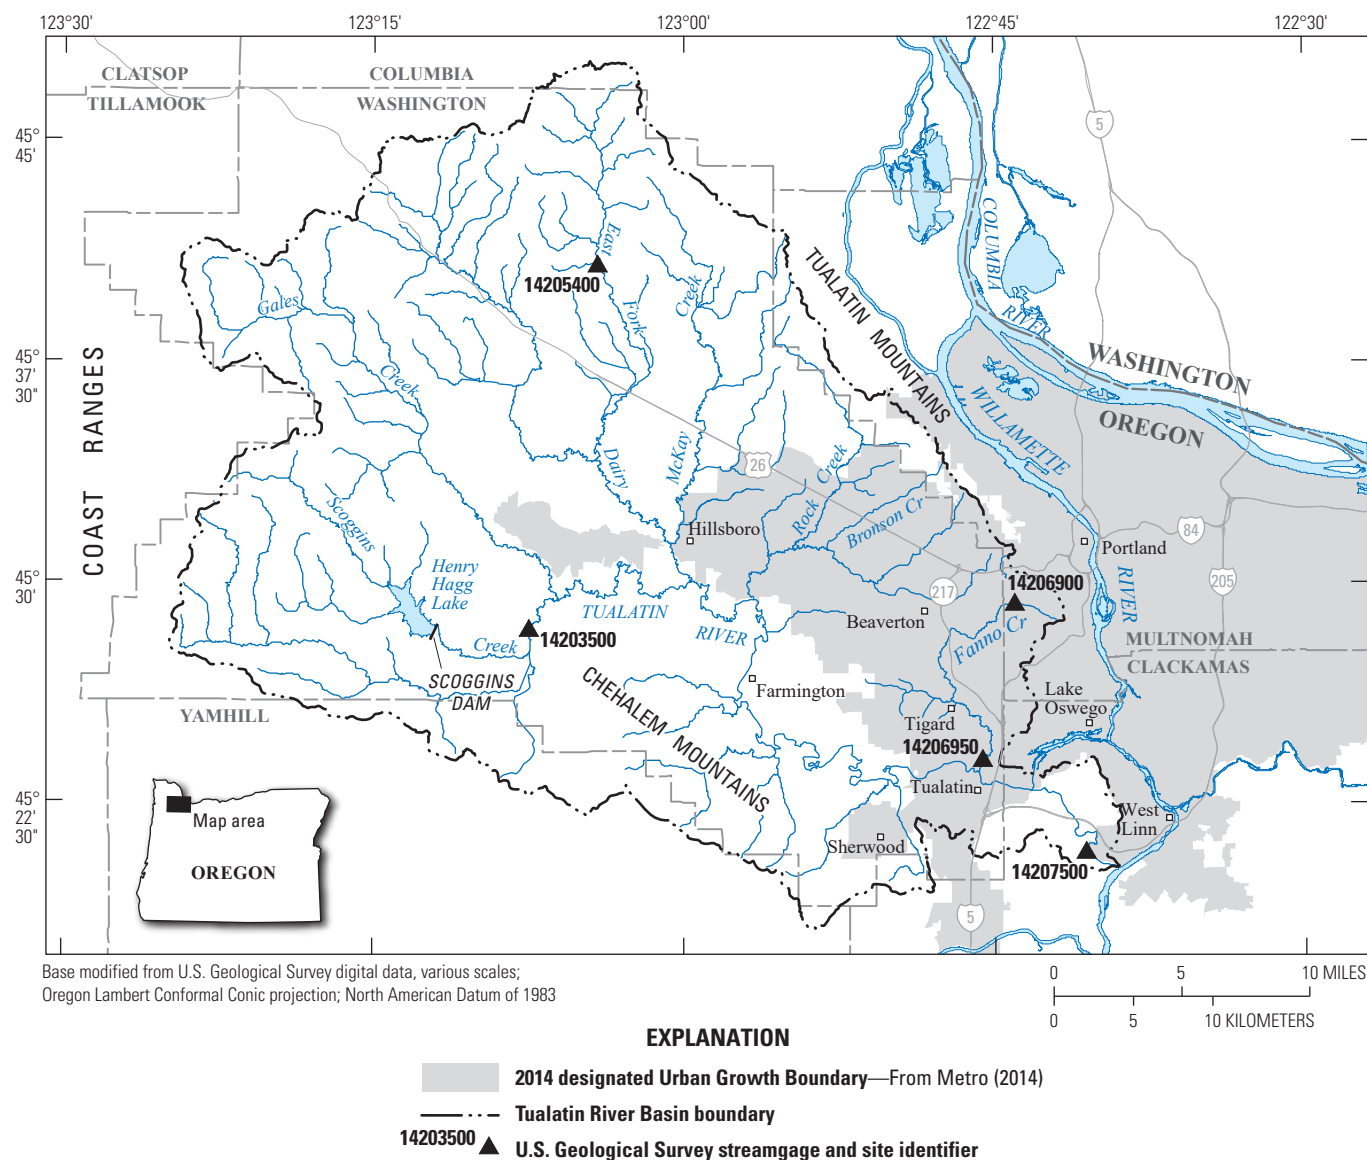 123°30'
123°15'
123°00'
122°45'
122°30'
CLATSOP
TILLAMOOK
COLUMBIA
WASHINGTON
5
45°
45'
COLUMBIA
RIVER
East
Fork
14205400
Creek
Gales
Creek
TUALATIN MOUNTAINS
45°
37'
30"
COAST RANGES
WASHINGTON
OREGON
WILLAMETTE
RIVER
Dairy
McKay
26
Rock Creek
Bronson Cr
Scoggins
Hillsboro
Portland
84
45°
30'
Henry
Hagg
Lake
TUALATIN
RIVER
217
14206900
205
14203500
Beaverton
Fanno Cr
Creek
MULTNOMAH
CLACKAMAS
SCOGGINS
DAM
CHEHALEM MOUNTAINS
Farmington
Lake
Oswego
YAMHILL
Tigard
14206950
Tualatin
45°
22'
30"
Map area
OREGON
West
Linn
Sherwood
14207500
5
Base modified from U.S. Geological Survey digital data, various scales;
Oregon Lambert Conformal Conic projection; North American Datum of 1983
0 5 10 MILES
0 5 10 KILOMETERS
EXPLANATION
2014 designated Urban Growth Boundary—From Metro (2014)
Tualatin River Basin boundary
14203500 U.S. Geological Survey streamgage and site identifier